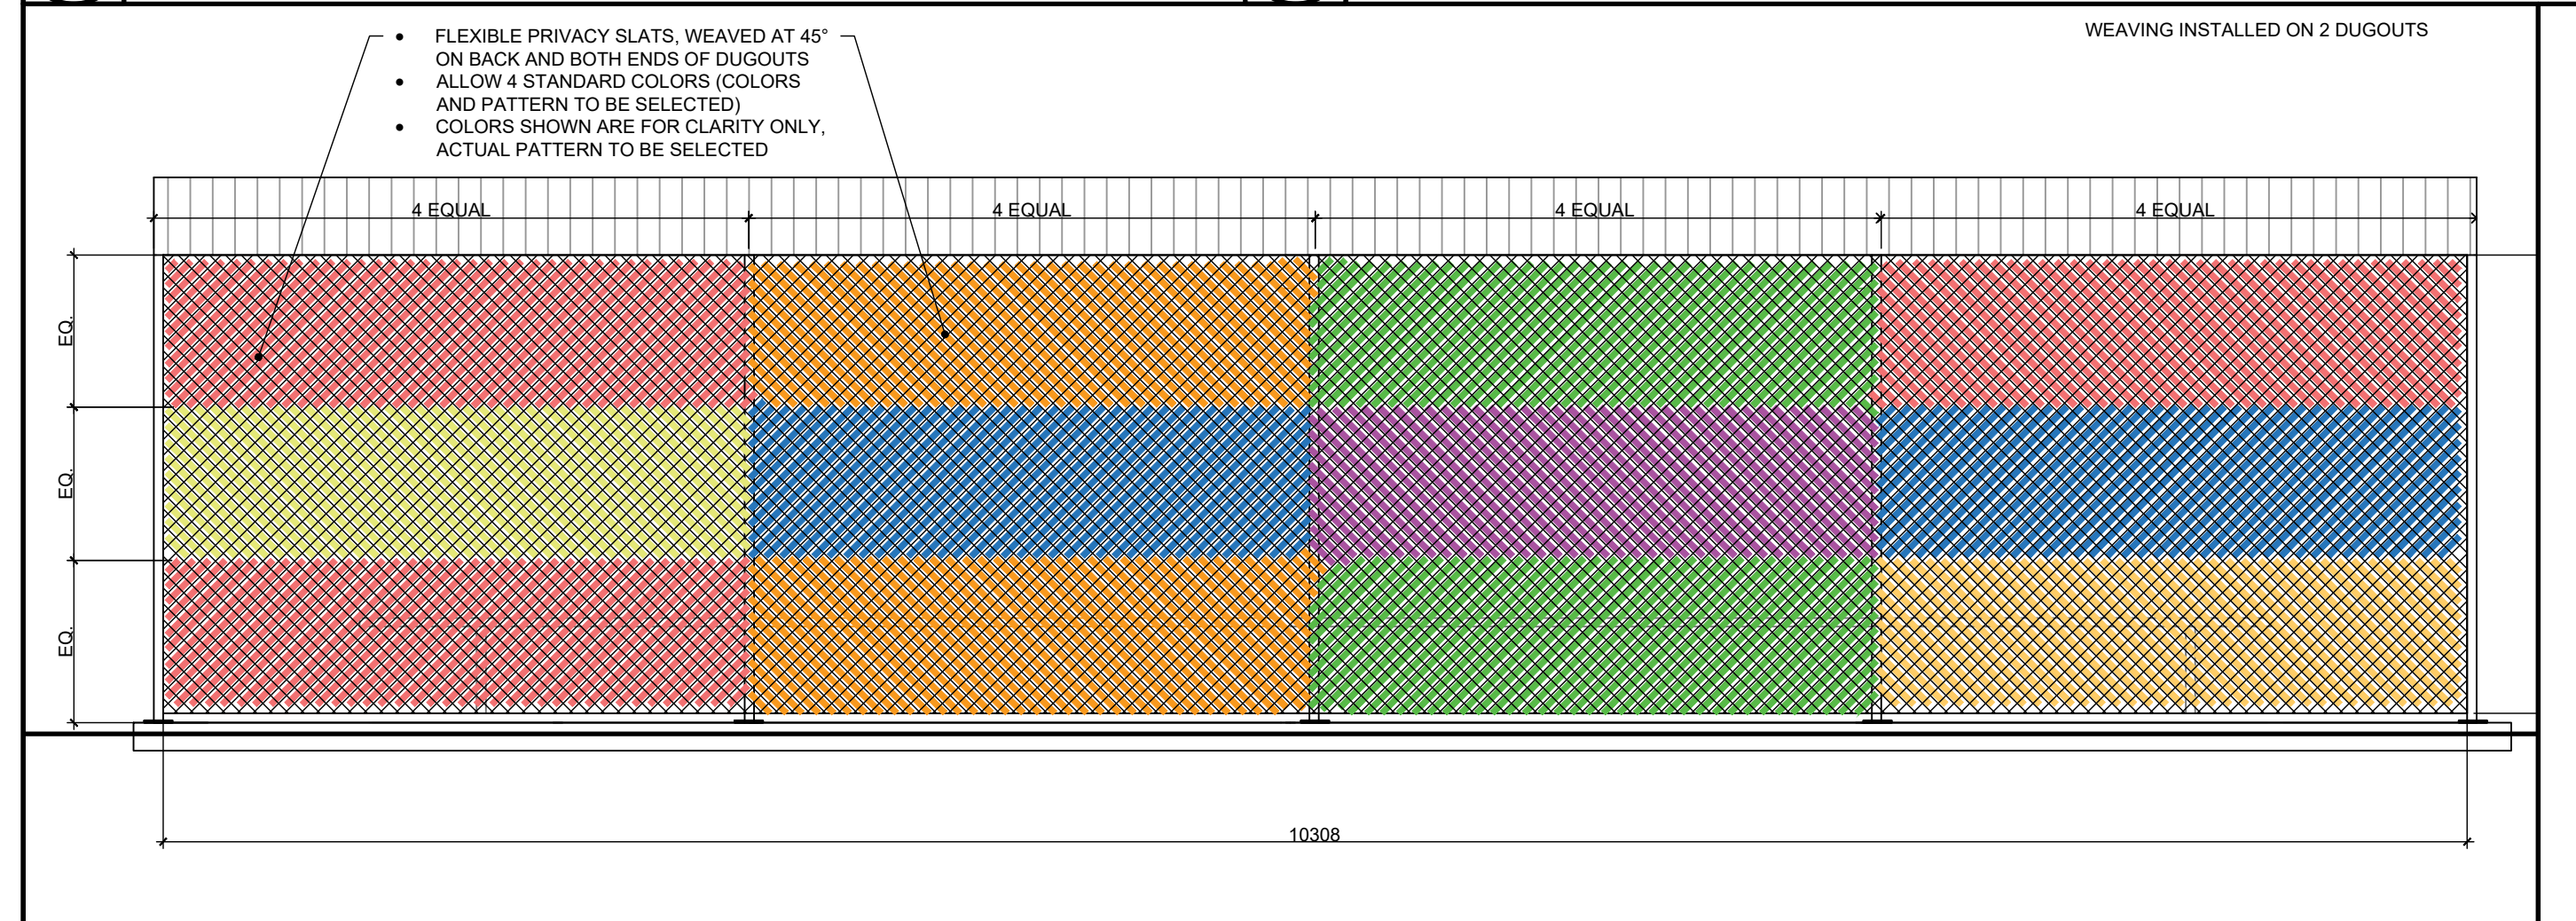 WEAVING INSTALLED ON 2 DUGOUTS
• FLEXIBLE PRIVACY SLATS, WEAVED AT 45°
ON BACK AND BOTH ENDS OF DUGOUTS
• ALLOW 4 STANDARD COLORS (COLORS
AND PATTERN TO BE SELECTED)
• COLORS SHOWN ARE FOR CLARITY ONLY,
ACTUAL PATTERN TO BE SELECTED
4 EQUAL
4 EQUAL
4 EQUAL
4 EQUAL
EQ.
EQ.
EQ.
10308